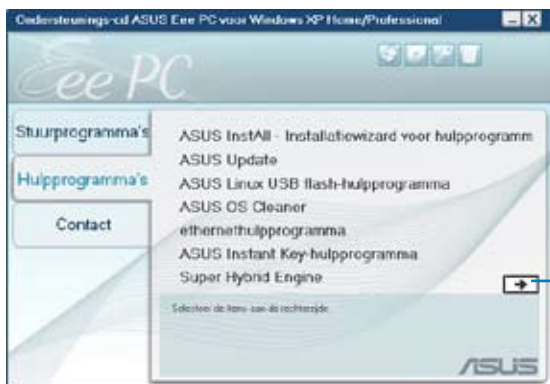 Ondersteunings-cd ASUS Eee PC voor Windows XP Home/Professional
Eee PC
Stuurprogramma's
Hulpprogramma's
Contact
ASUS InstAll - Installatiewizard voor hulpprogramm
ASUS Update
ASUS Linux USB flash-hulpprogramma
ASUS OS Cleaner
ethernethulpprogramma
ASUS Instant Key-hulpprogramma
Super Hybrid Engine
Selecteer de items aan de rechterzijde.
ASUS